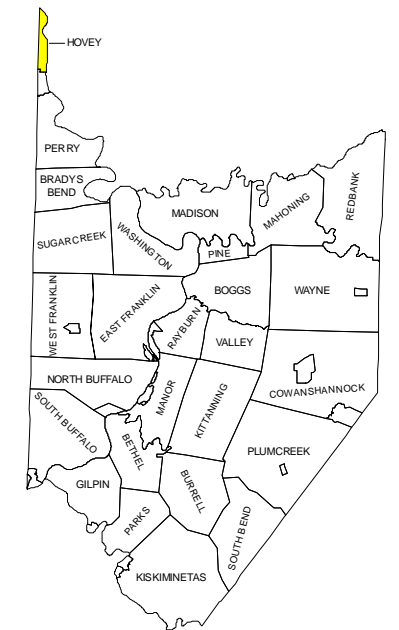 HOVEY
PERRY
BRADYS
BEND
MADISON
MAHONING
REDBANK
SUGARCREEK
WASHINGTON
PINE
BOGGS
WAYNE
WEST FRANKLIN
EAST FRANKLIN
RAYBURN
VALLEY
NORTH BUFFALO
MANOR
KITTANNING
COWANSHANNOCK
SOUTH BUFFALO
BETHEL
PLUMCREEK
GILPIN
BURRELL
PARKS
SOUTH BEND
KISKIMINETAS